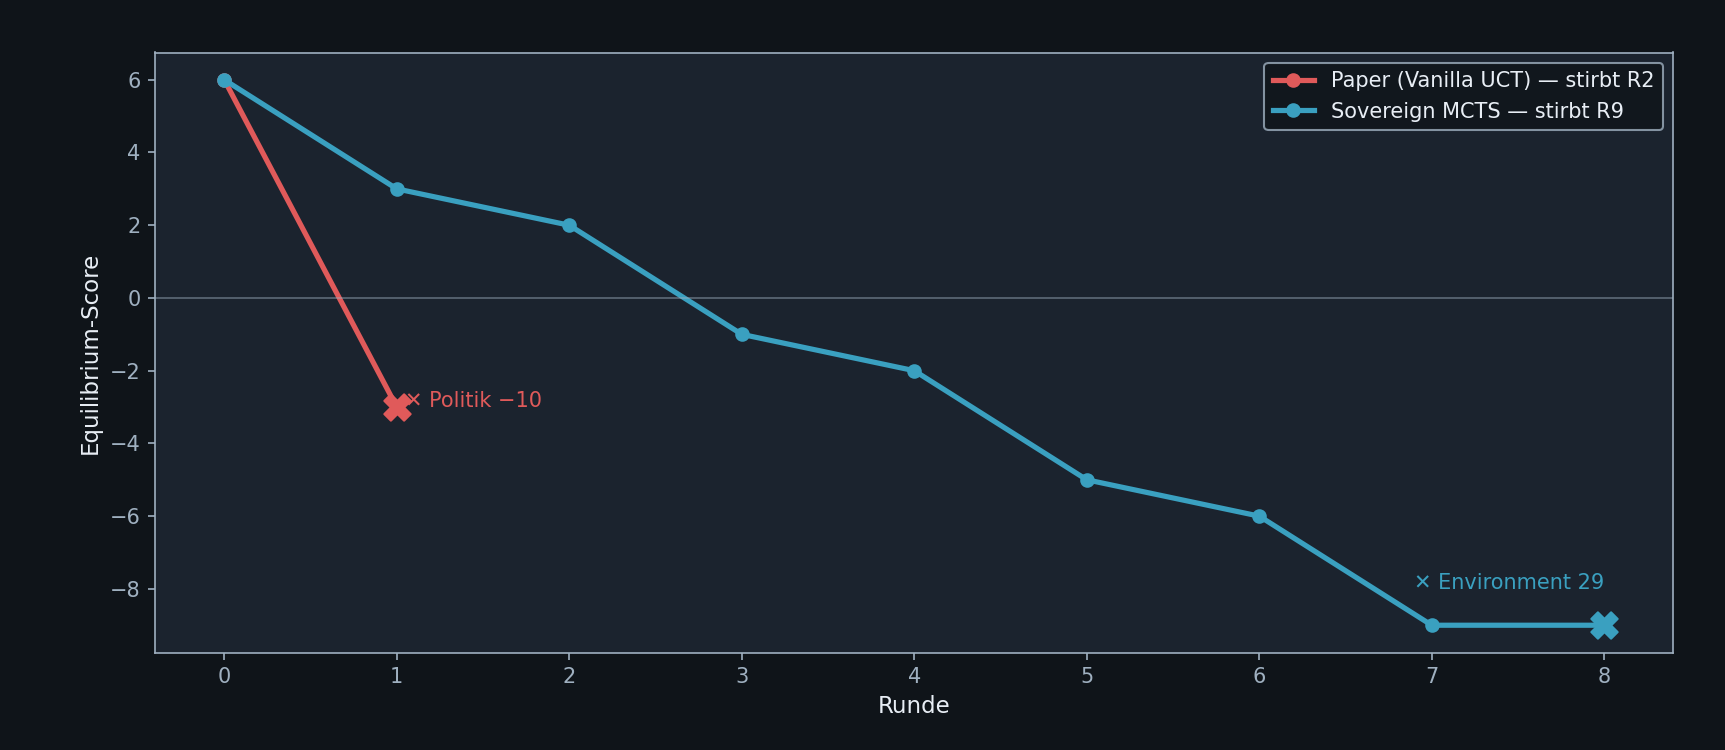 Paper (Vanilla UCT) — stirbt R2
Sovereign MCTS — stirbt R9
6
4
2
0
−2
−4
−6
−8
Equilibrium-Score
✕ Politik −10
✕ Environment 29
0 1 2 3 4 5 6 7 8
Runde